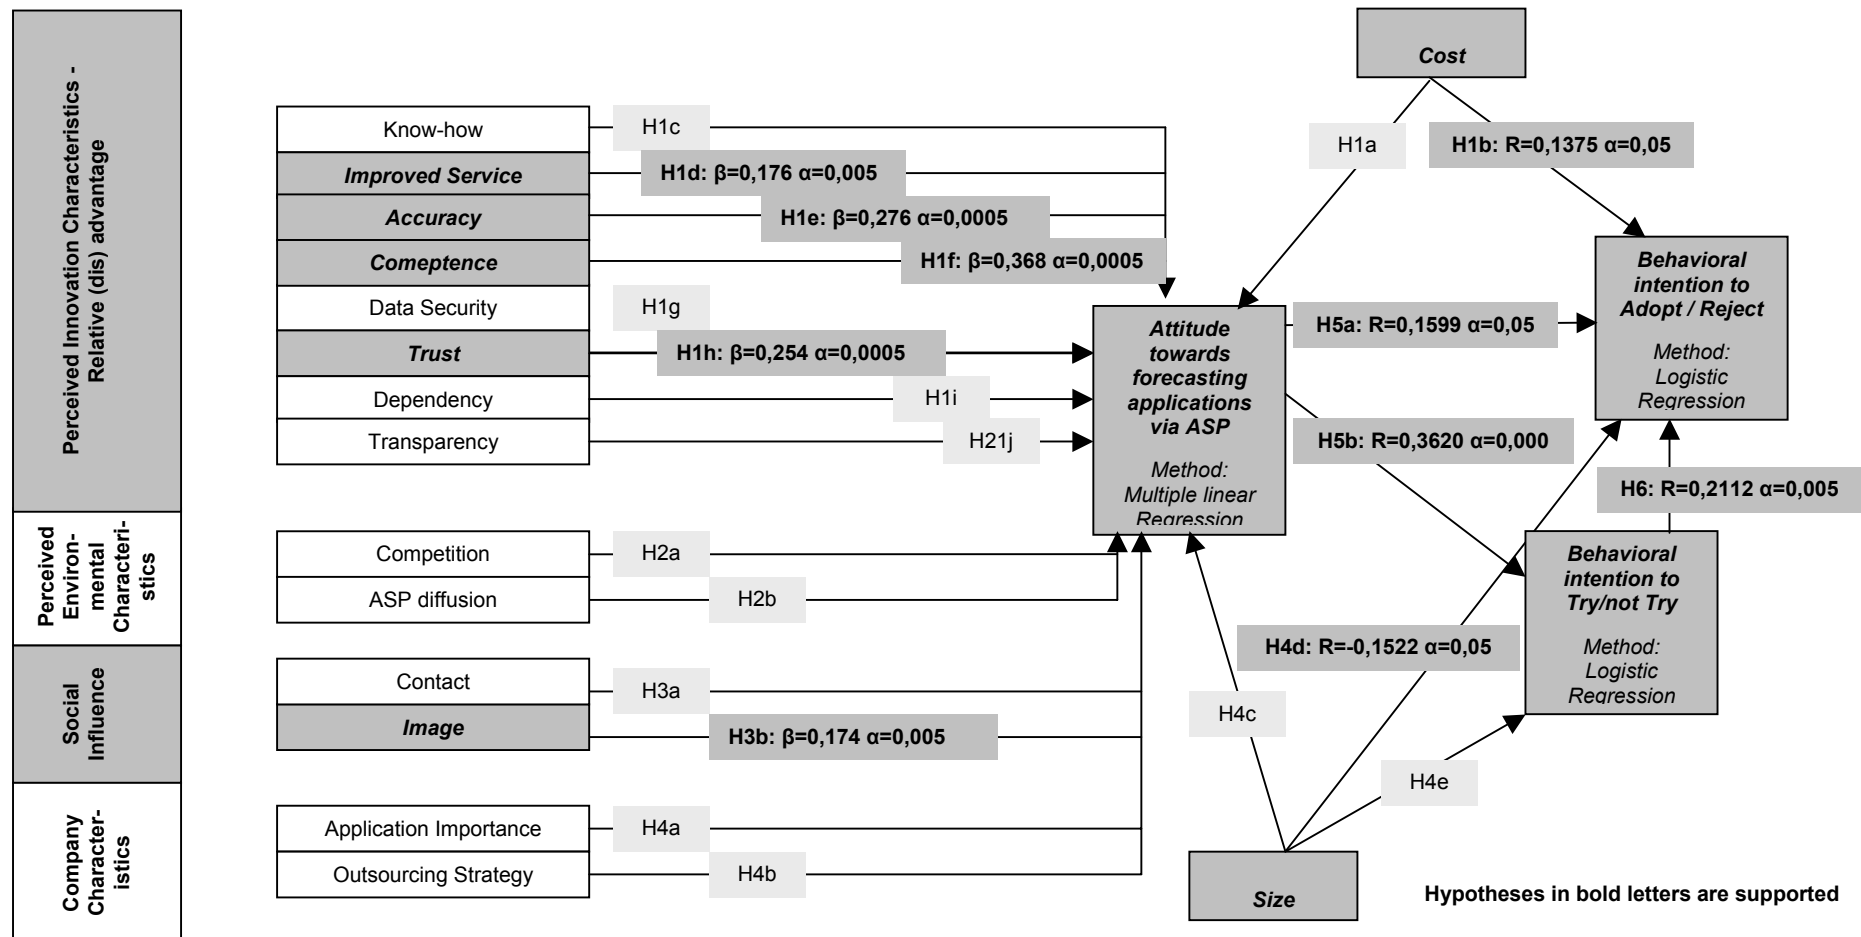 Perceived Innovation Characteristics -
Relative (dis) advantage
Perceived
Environ-
mental
Characteri-
stics
Social
Influence
Company
Character-
istics
Know-how
H1c
Improved Service
H1d: β=0,176 α=0,005
Accuracy
H1e: β=0,276 α=0,0005
Comeptence
H1f: β=0,368 α=0,0005
Data Security
H1g
Trust
H1h: β=0,254 α=0,0005
Dependency
H1i
Transparency
H21j
Competition
H2a
ASP diffusion
H2b
Contact
H3a
Image
H3b: β=0,174 α=0,005
Application Importance
H4a
Outsourcing Strategy
H4b
Attitude
towards
forecasting
applications
via ASP
Method:
Multiple linear
Regression
Cost
H1a
H1b: R=0,1375 α=0,05
H5a: R=0,1599 α=0,05
Behavioral
intention to
Adopt / Reject
Method:
Logistic
Regression
H5b: R=0,3620 α=0,000
H6: R=0,2112 α=0,005
Behavioral
intention to
Try/not Try
Method:
Logistic
Regression
H4d: R=-0,1522 α=0,05
H4c
H4e
Size
Hypotheses in bold letters are supported